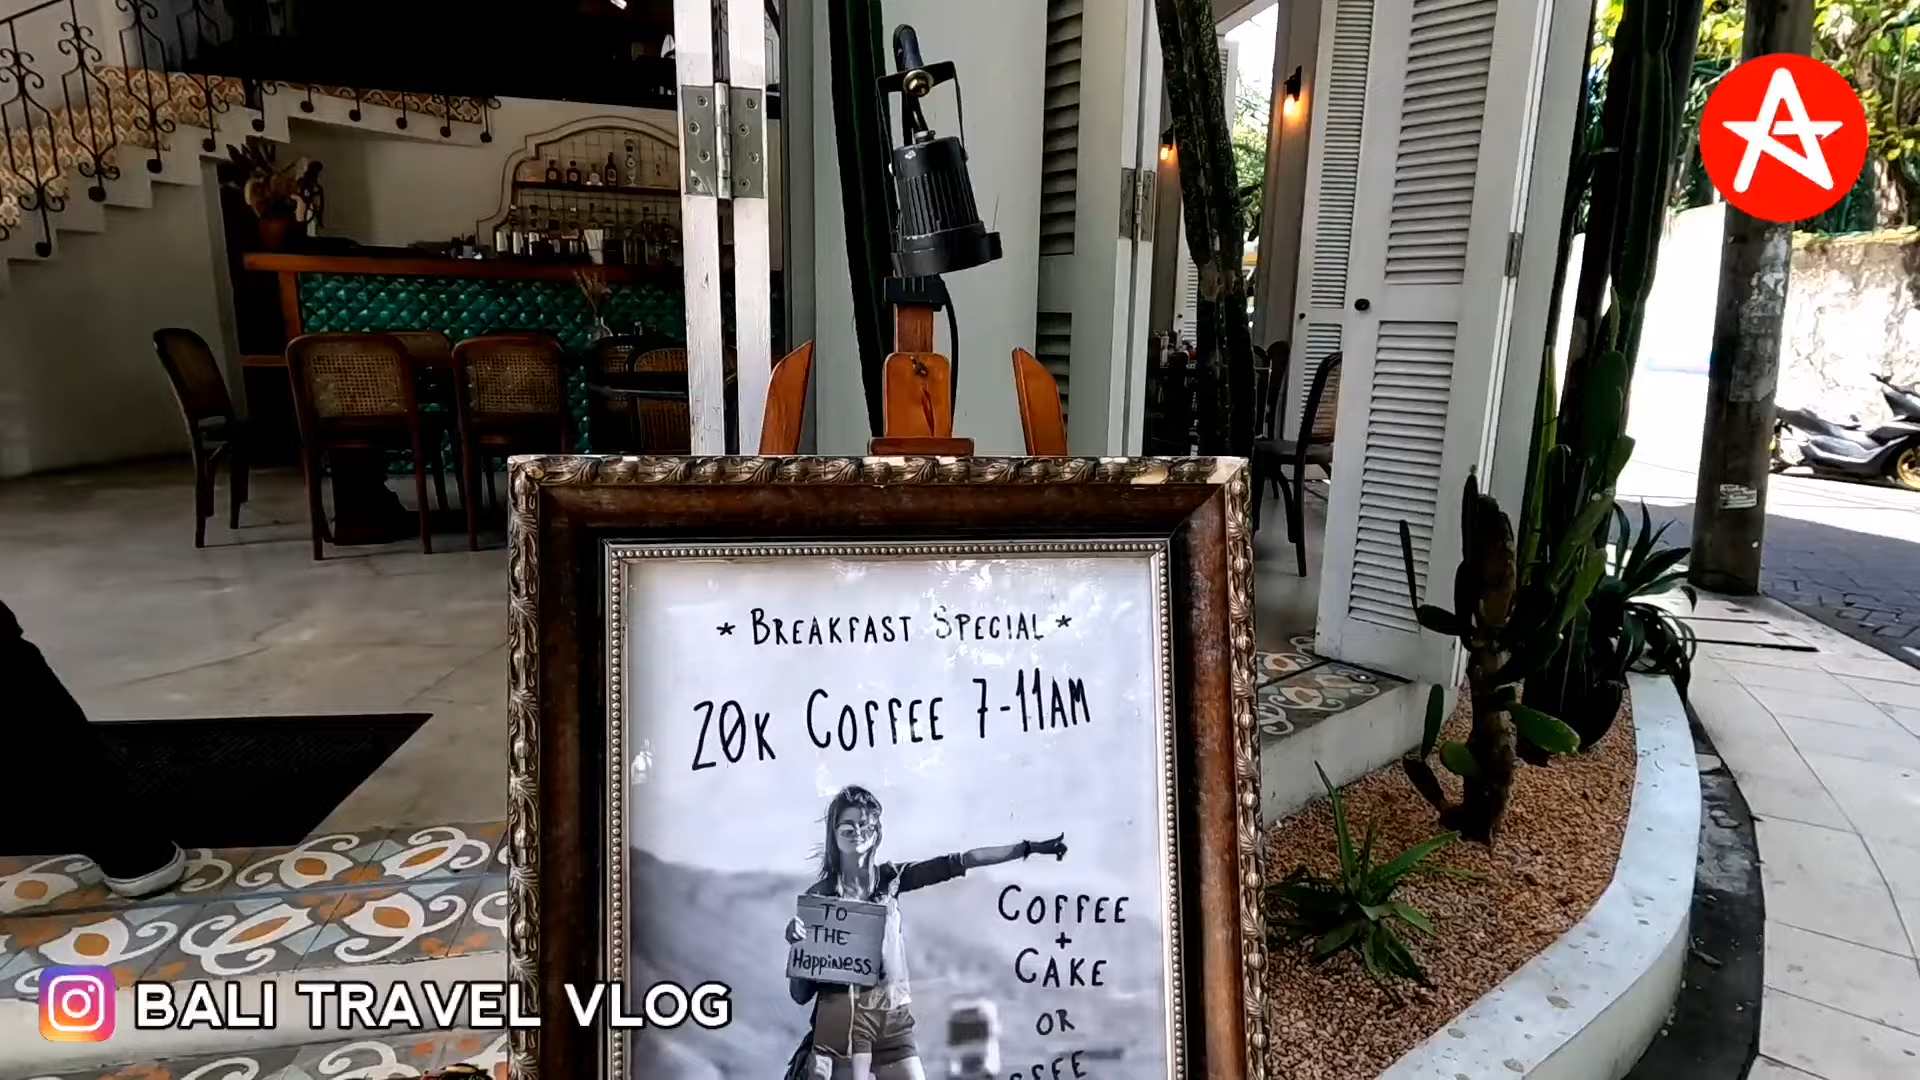 * BREAKFAST SPECIAL *
20K COFFEE 7-11AM
TO
THE
Happiness
COFFEE
+
CAKE
OR
BALI TRAVEL VLOG